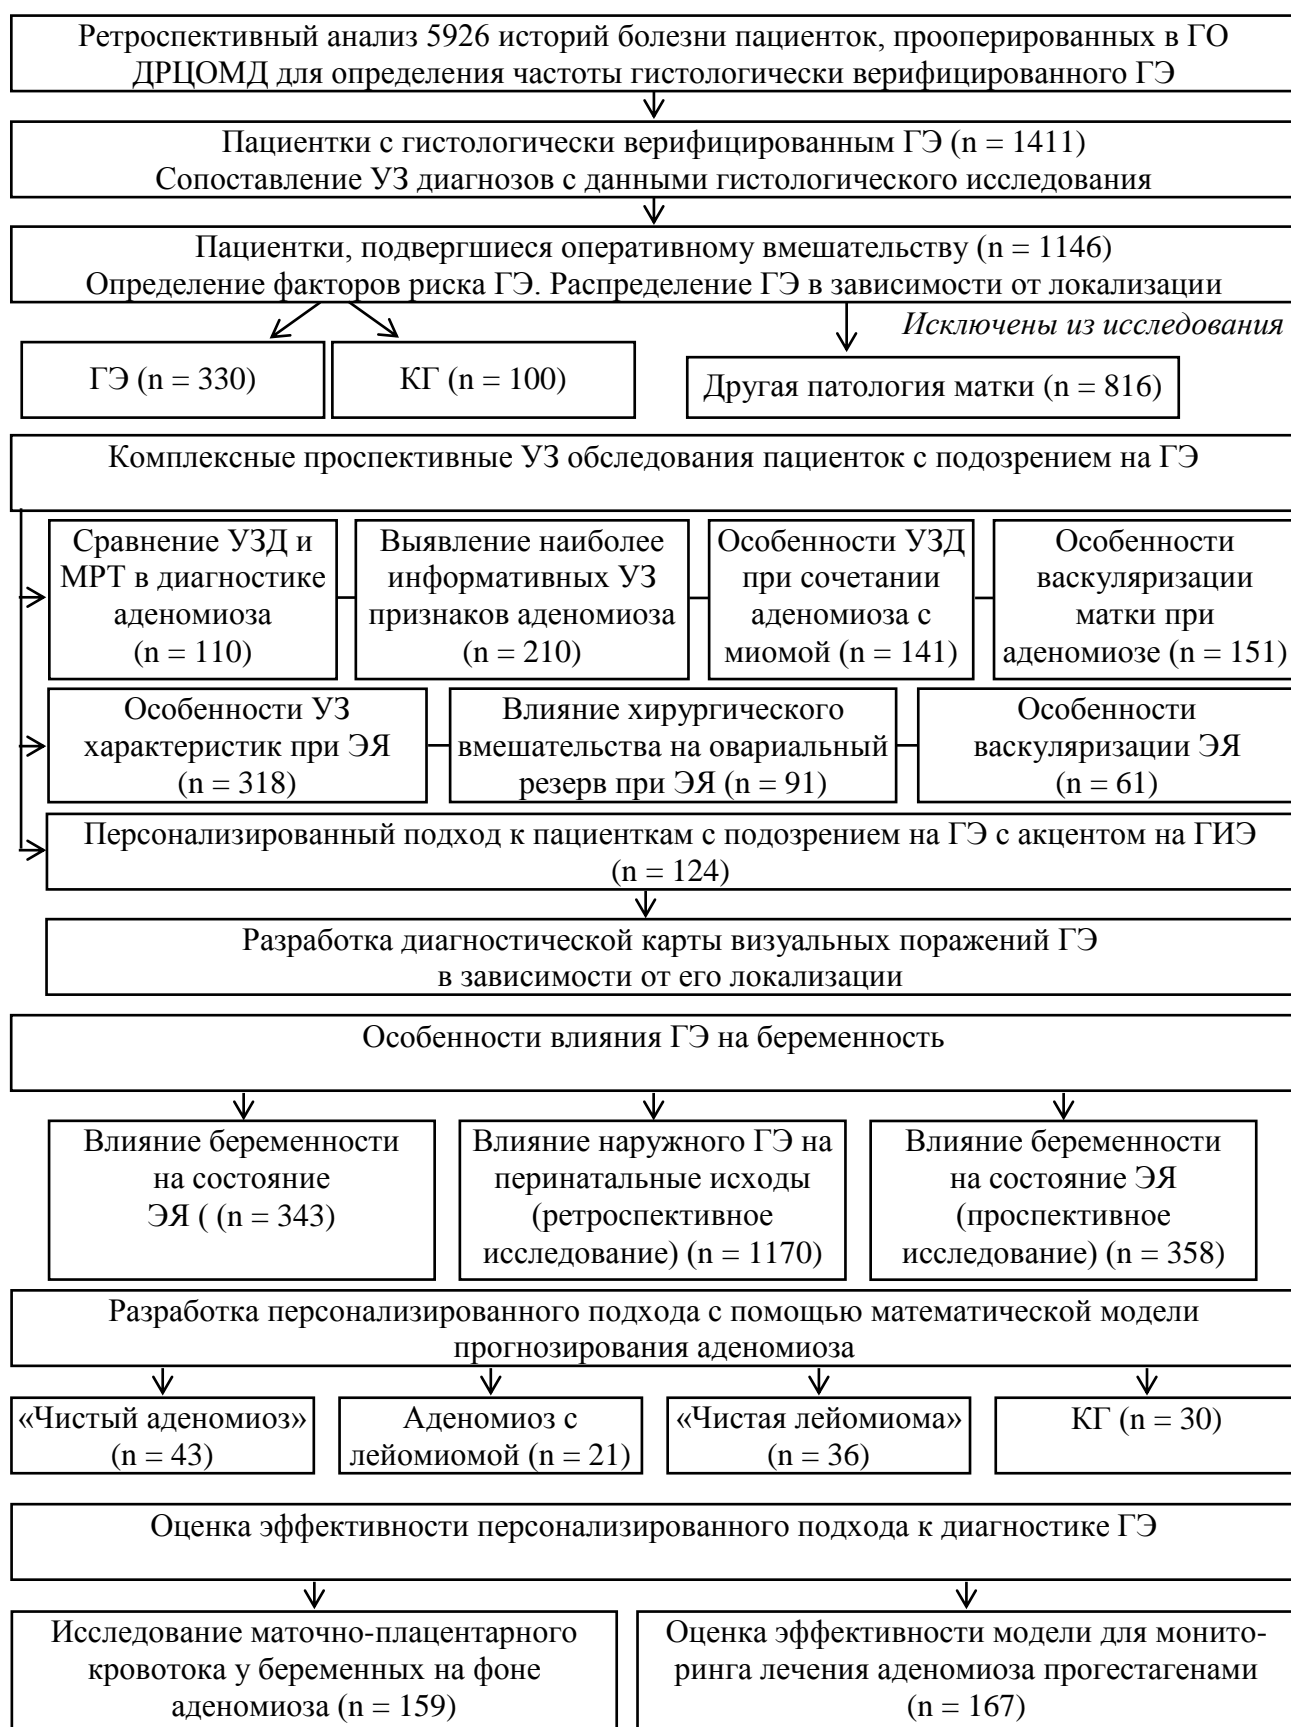 Ретроспективный анализ 5926 историй болезни пациенток, прооперированных в ГО
ДРЦОМД для определения частоты гистологически верифицированного ГЭ
Пациентки с гистологически верифицированным ГЭ (n = 1411)
Сопоставление УЗ диагнозов с данными гистологического исследования
Пациентки, подвергшиеся оперативному вмешательству (n = 1146)
Определение факторов риска ГЭ. Распределение ГЭ в зависимости от локализации
Исключены из исследования
ГЭ (n = 330)
КГ (n = 100)
Другая патология матки (n = 816)
Комплексные проспективные УЗ обследования пациенток с подозрением на ГЭ
Сравнение УЗД и
МРТ в диагностике
аденомиоза
(n = 110)
Выявление наиболее
информативных УЗ
признаков аденомиоза
(n = 210)
Особенности УЗД
при сочетании
аденомиоза с
миомой (n = 141)
Особенности
васкуляризации
матки при
аденомиозе (n = 151)
Особенности УЗ
характеристик при ЭЯ
(n = 318)
Влияние хирургического
вмешательства на овариальный
резерв при ЭЯ (n = 91)
Особенности
васкуляризации ЭЯ
(n = 61)
Персонализированный подход к пациенткам с подозрением на ГЭ с акцентом на ГИЭ
(n = 124)
Разработка диагностической карты визуальных поражений ГЭ
в зависимости от его локализации
Особенности влияния ГЭ на беременность
Влияние беременности
на состояние
ЭЯ ( (n = 343)
Влияние наружного ГЭ на
перинатальные исходы
(ретроспективное
исследование) (n = 1170)
Влияние беременности
на состояние ЭЯ
(проспективное
исследование) (n = 358)
Разработка персонализированного подхода с помощью математической модели
прогнозирования аденомиоза
«Чистый аденомиоз»
(n = 43)
Аденомиоз с
лейомиомой (n = 21)
«Чистая лейомиома»
(n = 36)
КГ (n = 30)
Оценка эффективности персонализированного подхода к диагностике ГЭ
Исследование маточно-плацентарного
кровотока у беременных на фоне
аденомиоза (n = 159)
Оценка эффективности модели для монито-
ринга лечения аденомиоза прогестагенами
(n = 167)